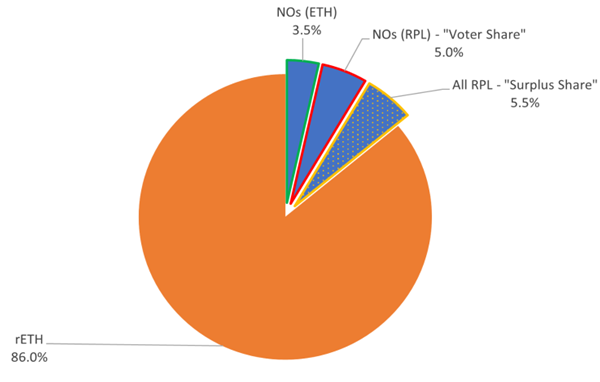 NOs (ETH)
3.5%
NOs (RPL) - "Voter Share"
5.0%
All RPL - "Surplus Share"
5.5%
rETH
86.0%